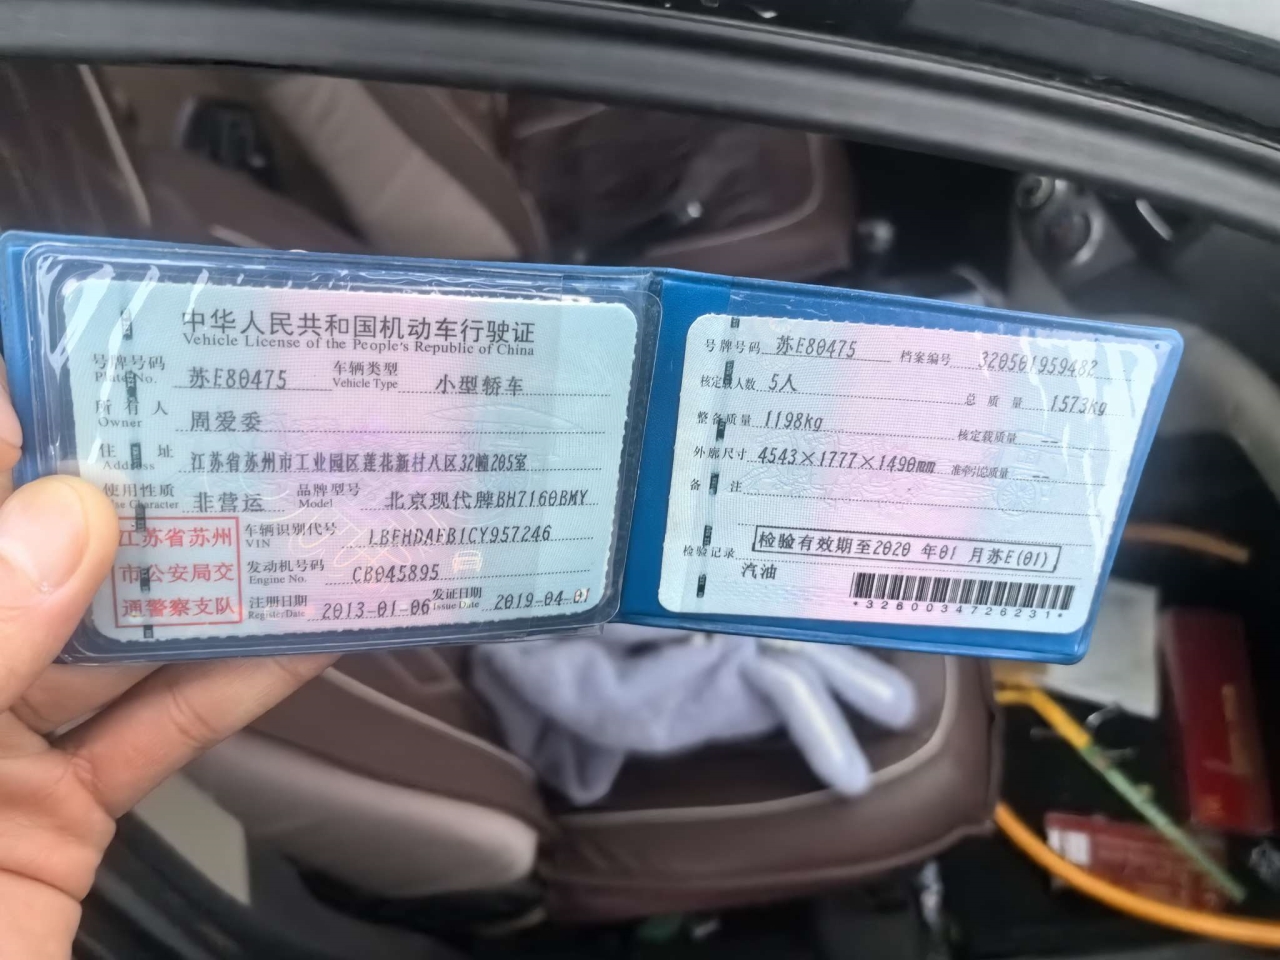 中华人民共和国机动车行驶证
Vehicle License of the People's Republic of China
号牌号码 苏E80475 车辆类型 小型轿车
Plate No. Vehicle Type
所有人 周爱委
Owner
住址 江苏省苏州市工业园区莲花新村八区32幢205室
Address
使用性质 非营运 品牌型号 北京现代牌BH7160BMY
Use Character Model
江苏省苏州
市公安局交
通警察支队
车辆识别代号 LBEHDAEB1CY957246
VIN
发动机号码 CB045895
Engine No.
注册日期 2013-01-06 发证日期 2019-04-01
Register Date Issue Date
号牌号码 苏E80475 档案编号 320501959482
核定载人数 5人 总质量 1573kg
整备质量 1198kg 核定载质量 --
外廓尺寸 4543×1777×1490mm 准牵引总质量 --
备注
检验记录 检验有效期至2020年01月苏E(01)
汽油
*3260034726231*